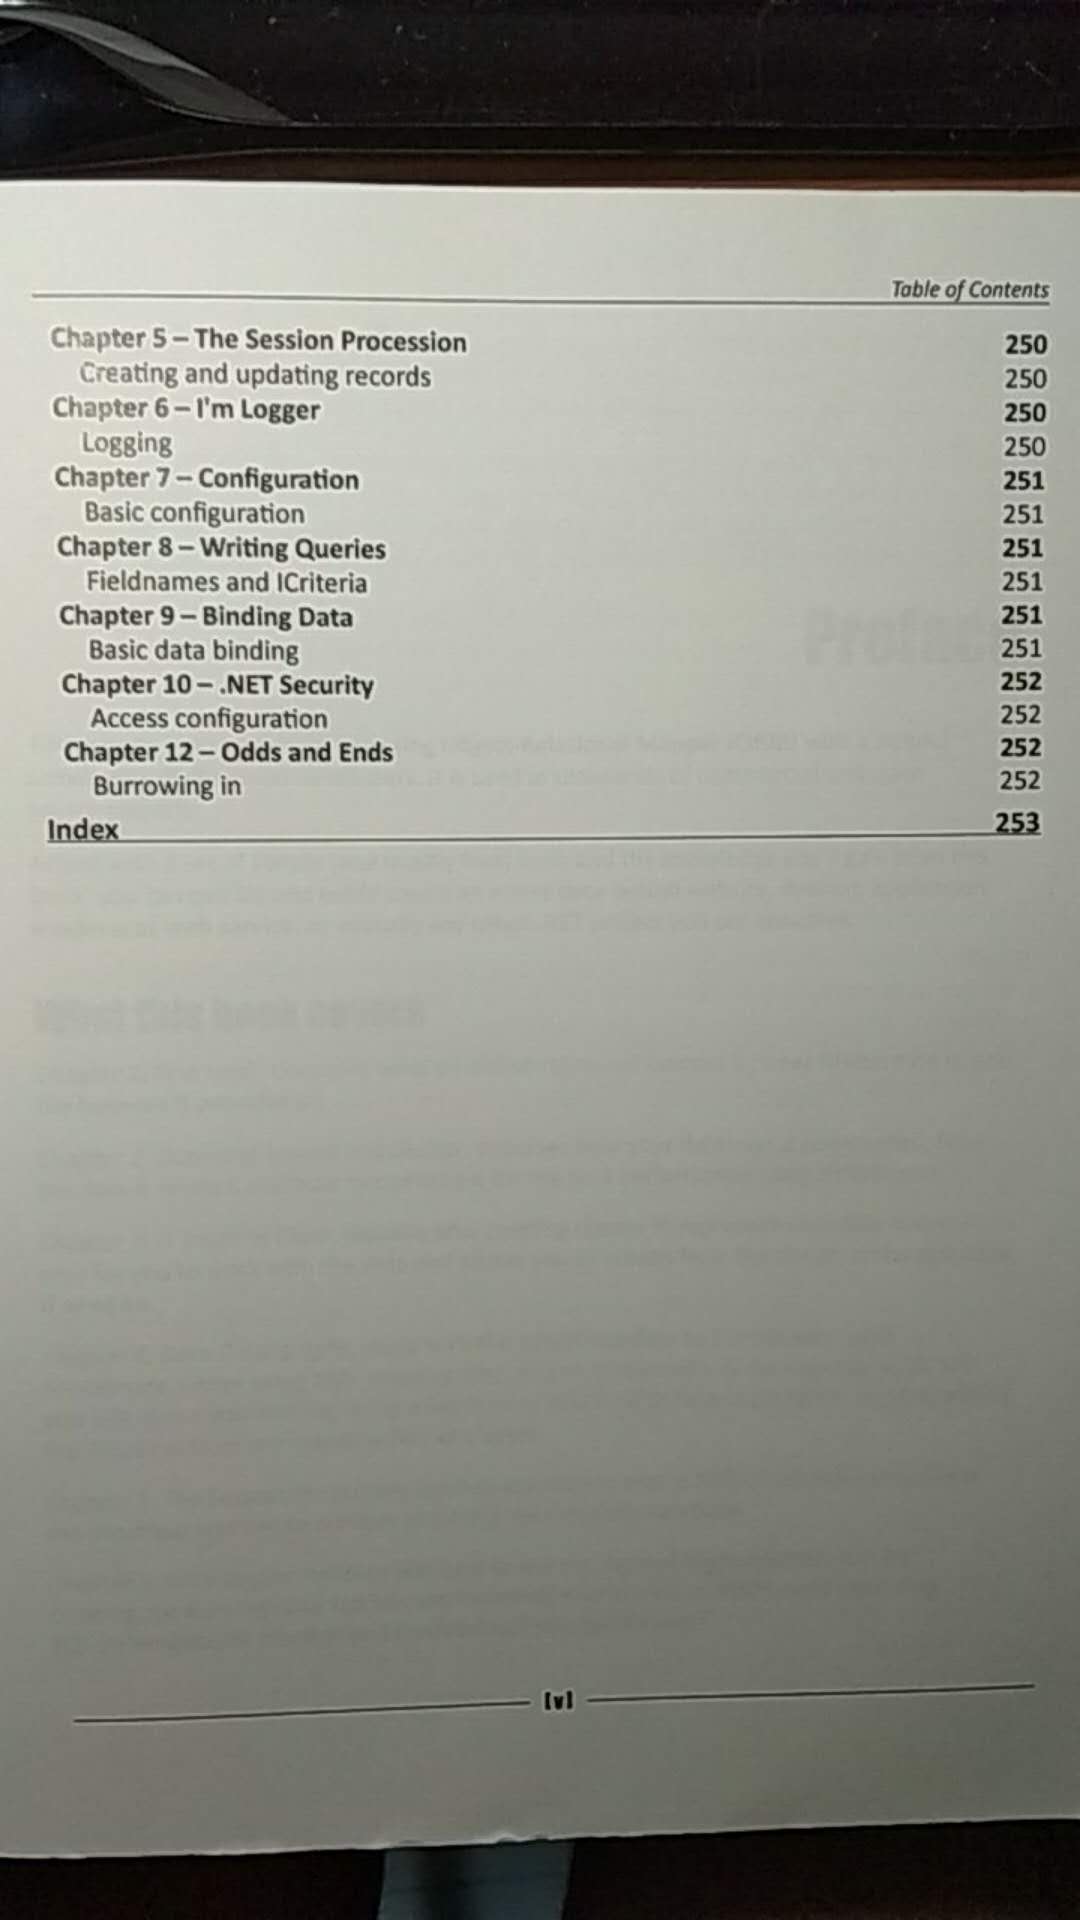 Table of Contents
Chapter 5 – The Session Procession 250
Creating and updating records 250
Chapter 6 – I'm Logger 250
Logging 250
Chapter 7 – Configuration 251
Basic configuration 251
Chapter 8 – Writing Queries 251
Fieldnames and ICriteria 251
Chapter 9 – Binding Data 251
Basic data binding 251
Chapter 10 – .NET Security 252
Access configuration 252
Chapter 12 – Odds and Ends 252
Burrowing in 252
Index 253
[v]